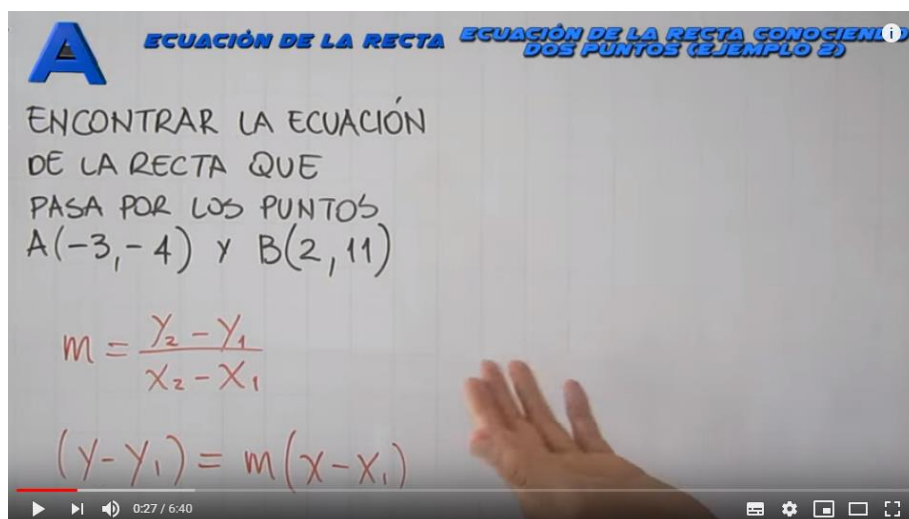 A
ECUACIÓN DE LA RECTA
ECUACIÓN DE LA RECTA CONOCIENDO
DOS PUNTOS (EJEMPLO 2)
ENCONTRAR LA ECUACIÓN
DE LA RECTA QUE
PASA POR LOS PUNTOS
A(-3,-4) Y B(2,11)
m = (Y₂ - Y₁)/(X₂ - X₁)
(Y-Y₁) = m(X-X₁)
0:27 / 6:40